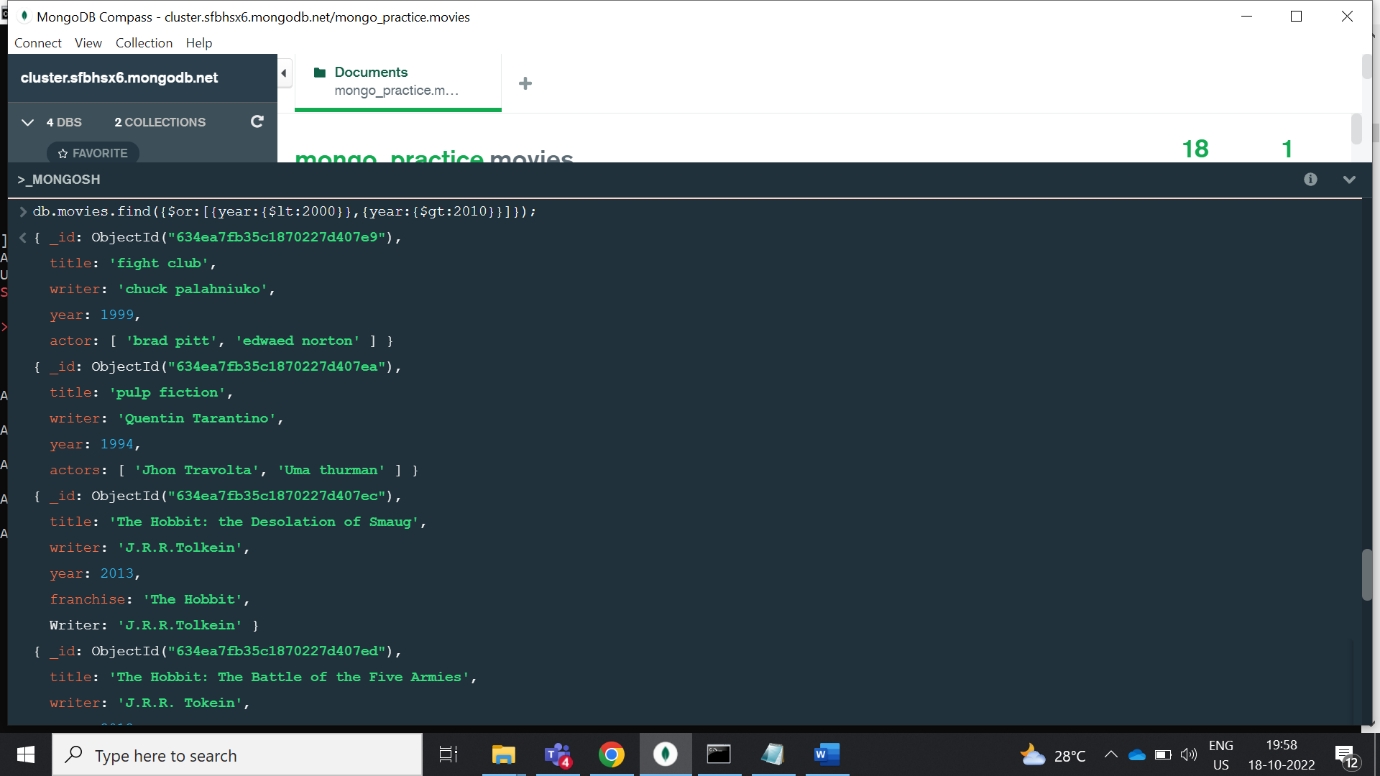 MongoDB Compass - cluster.sfbhsx6.mongodb.net/mongo_practice.movies
Connect View Collection Help
cluster.sfbhsx6.mongodb.net
Documents
mongo_practice.m...
4 DBS 2 COLLECTIONS
FAVORITE
mongo_practice.movies
18 1
>_MONGOSH
db.movies.find({$or:[{year:{$lt:2000}},{year:{$gt:2010}}]});
{ _id: ObjectId("634ea7fb35c1870227d407e9"),
title: 'fight club',
writer: 'chuck palahniuko',
year: 1999,
actor: [ 'brad pitt', 'edwaed norton' ] }
{ _id: ObjectId("634ea7fb35c1870227d407ea"),
title: 'pulp fiction',
writer: 'Quentin Tarantino',
year: 1994,
actors: [ 'Jhon Travolta', 'Uma thurman' ] }
{ _id: ObjectId("634ea7fb35c1870227d407ec"),
title: 'The Hobbit: the Desolation of Smaug',
writer: 'J.R.R.Tolkein',
year: 2013,
franchise: 'The Hobbit',
Writer: 'J.R.R.Tolkein' }
{ _id: ObjectId("634ea7fb35c1870227d407ed"),
title: 'The Hobbit: The Battle of the Five Armies',
writer: 'J.R.R. Tokein',
Type here to search
4
28°C
ENG
US
19:58
18-10-2022
12